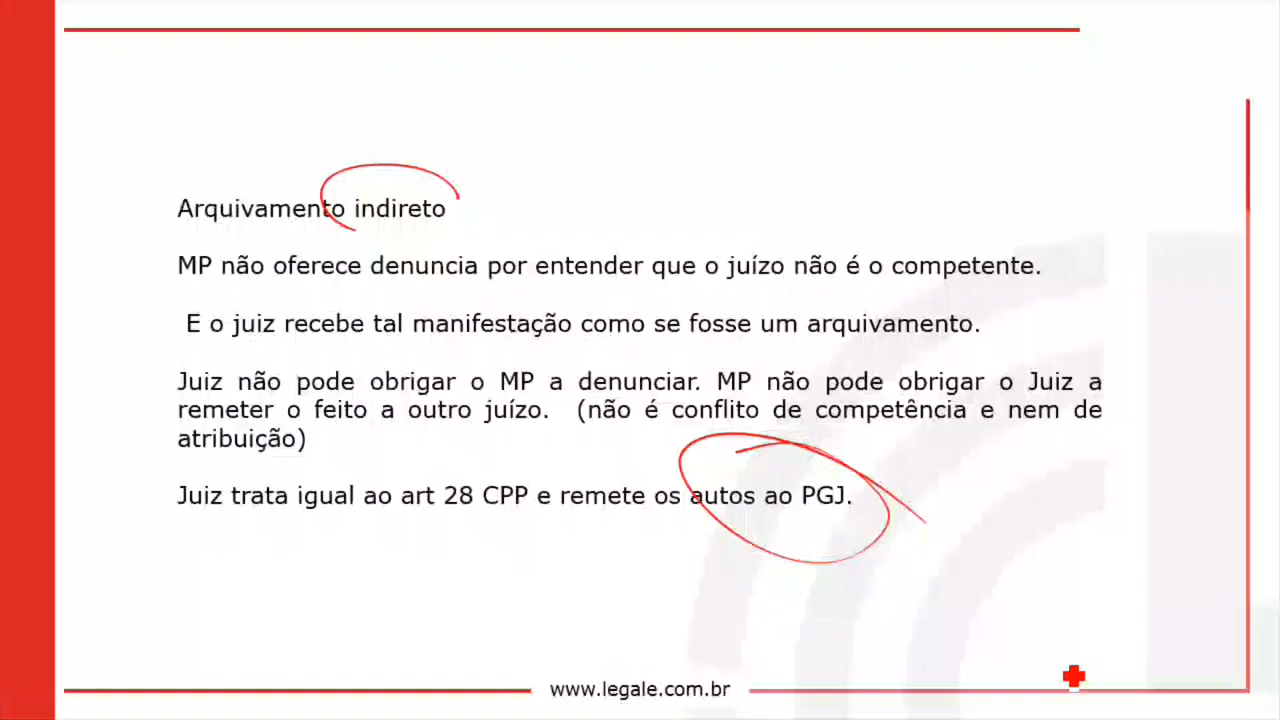 Arquivamento indireto
MP não oferece denuncia por entender que o juízo não é o competente.
E o juiz recebe tal manifestação como se fosse um arquivamento.
Juiz não pode obrigar o MP a denunciar. MP não pode obrigar o Juiz a
remeter o feito a outro juízo. (não é conflito de competência e nem de
atribuição)
Juiz trata igual ao art 28 CPP e remete os autos ao PGJ.
www.legale.com.br